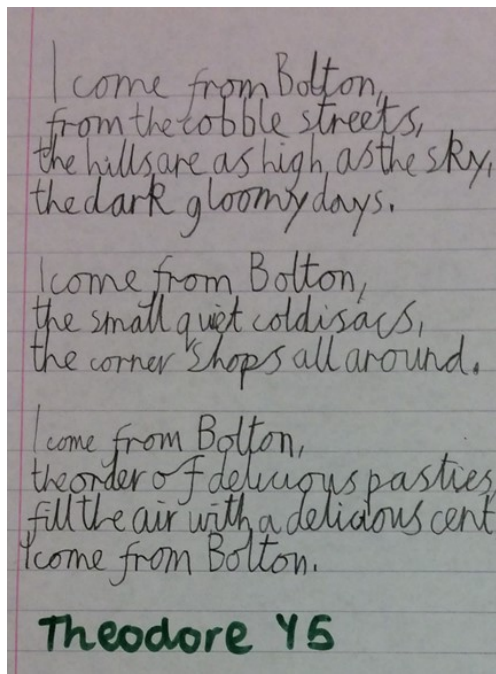 I come from Bolton,
from the cobble streets,
the hills are as high as the sky,
the dark gloomy days.
I come from Bolton,
the small quiet coldisacs,
the corner shops all around.
I come from Bolton,
the order of delicious pasties
fill the air with a delicious cent
I come from Bolton.
Theodore Y5